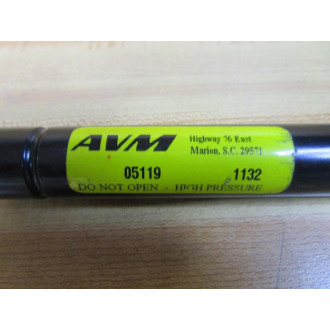 AVM
Highway 76 East
Marion, S.C. 29571
05119 1132
DO NOT OPEN - HIGH PRESSURE